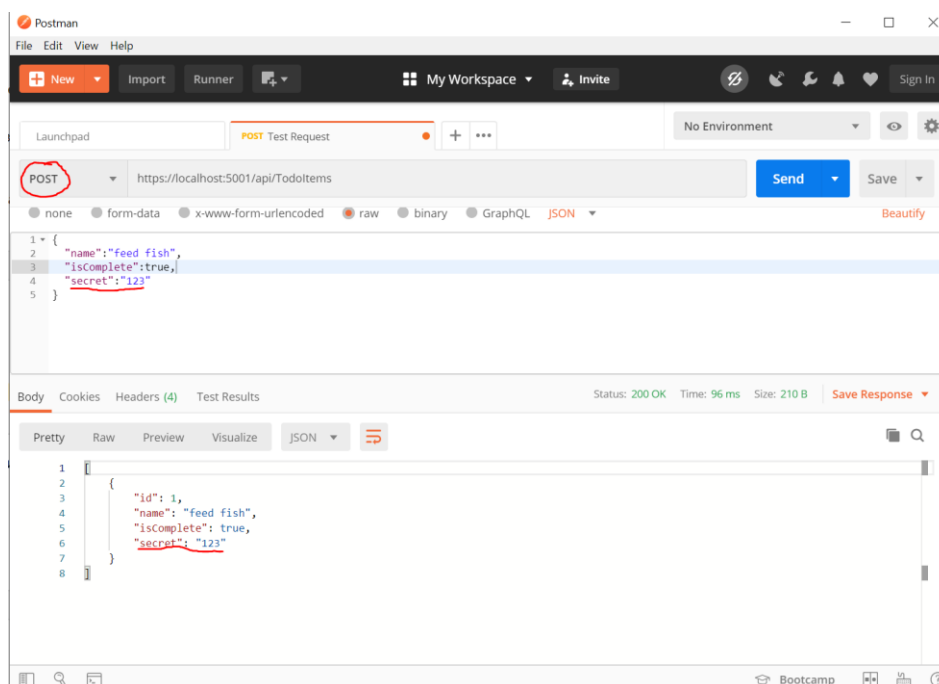 Postman
File Edit View Help
New Import Runner My Workspace Invite Sign In
Launchpad POST Test Request ••• No Environment
POST https://localhost:5001/api/TodoItems Send Save
none form-data x-www-form-urlencoded raw binary GraphQL JSON Beautify
1 {
2 "name":"feed fish",
3 "isComplete":true,
4 "secret":"123"
5 }
Body Cookies Headers (4) Test Results Status: 200 OK Time: 96 ms Size: 210 B Save Response
Pretty Raw Preview Visualize JSON
1 [
2 {
3 "id": 1,
4 "name": "feed fish",
5 "isComplete": true,
6 "secret": "123"
7 }
8 ]
Bootcamp